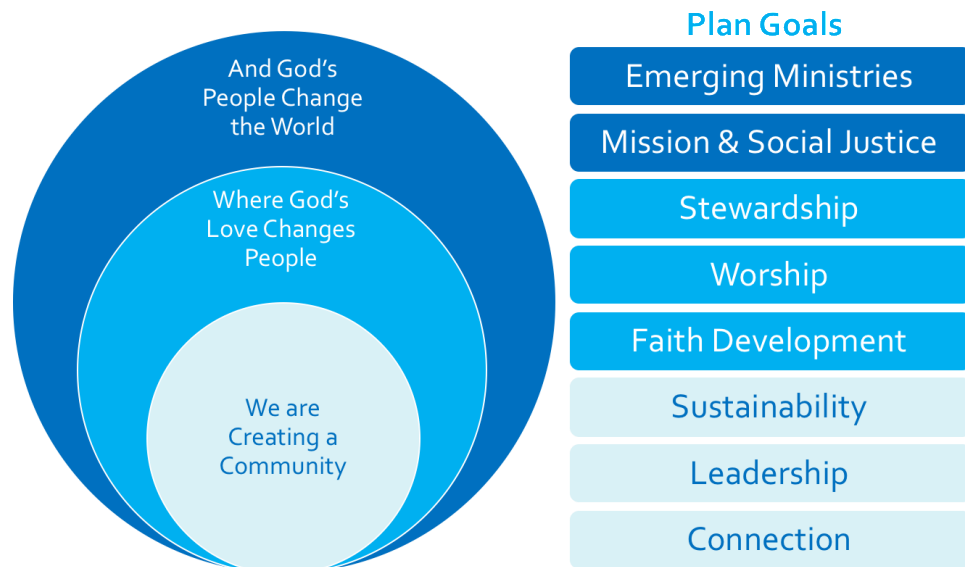 And God's
People Change
the World
Where God's
Love Changes
People
We are
Creating a
Community
Plan Goals
Emerging Ministries
Mission & Social Justice
Stewardship
Worship
Faith Development
Sustainability
Leadership
Connection